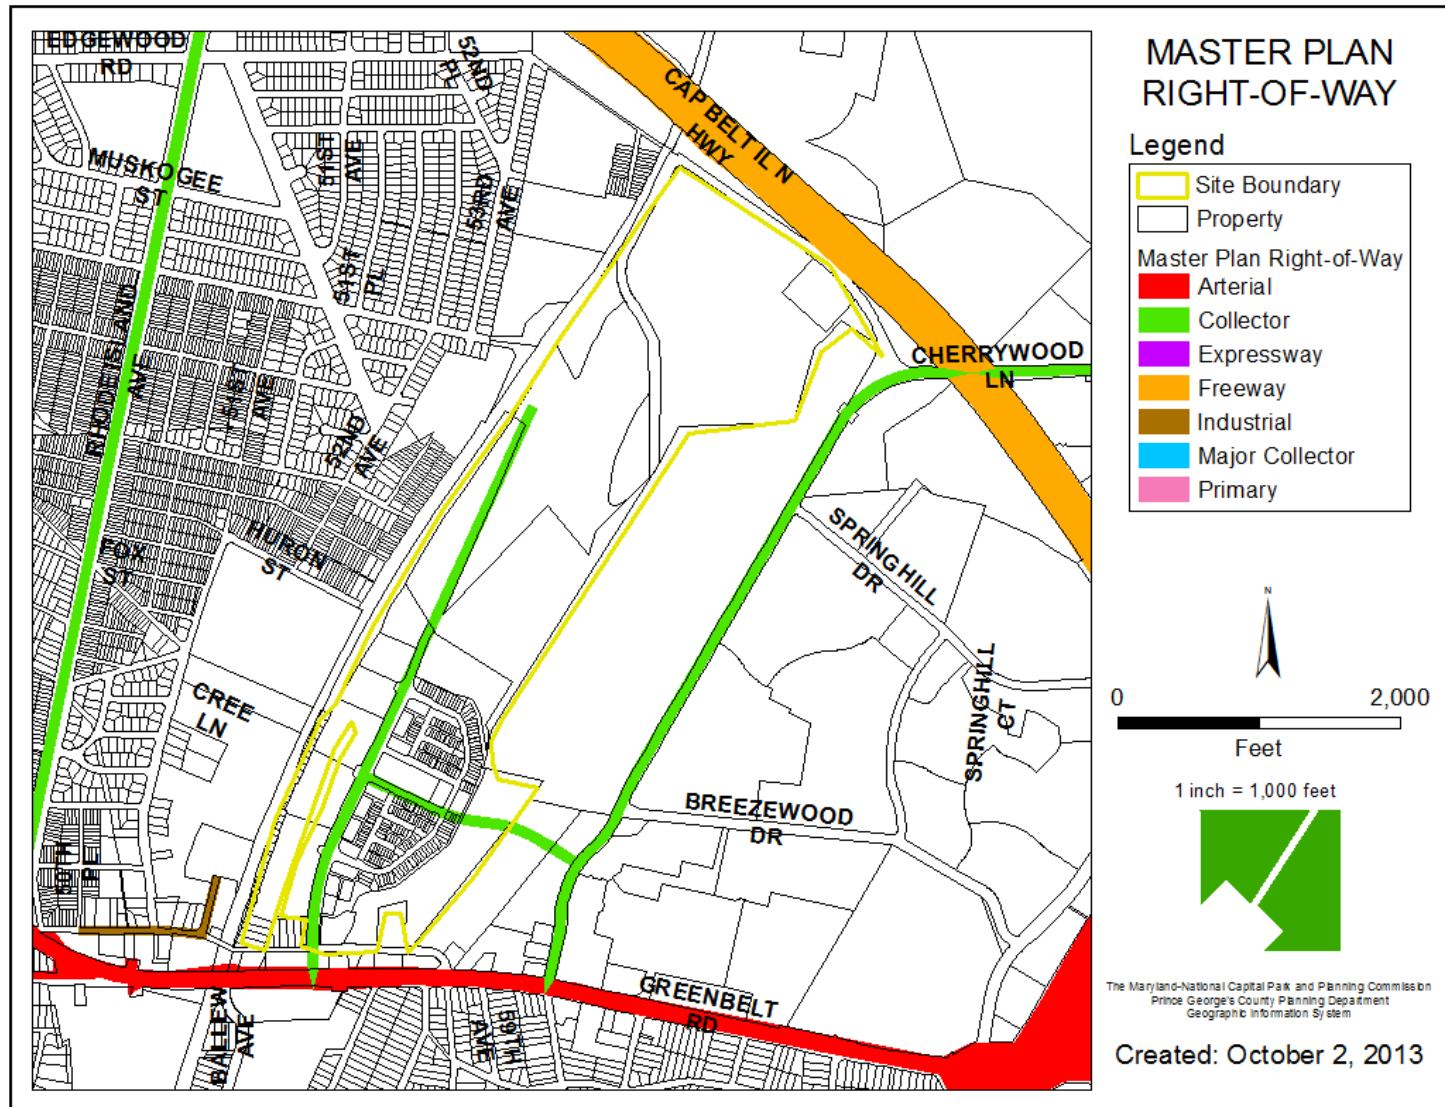 EDGEWOOD
RD
52ND
PL
CAP BELT IL N
HWY
MUSKOGEE
ST
51ST
AVE
53RD
AVE
51ST
PL
RHODE ISLAND
AVE
51ST
AVE
52ND
AVE
CHERRYWOOD
LN
FOX
ST
HURON
ST
SPRINGHILL
DR
CREE
LN
SPRINGHILL
CT
BREEZEWOOD
DR
50TH
PL
GREENBELT
RD
BALLEW
AVE
59TH
AVE
MASTER PLAN
RIGHT-OF-WAY
Legend
Site Boundary
Property
Master Plan Right-of-Way
Arterial
Collector
Expressway
Freeway
Industrial
Major Collector
Primary
N
0 2,000
Feet
1 inch = 1,000 feet
The Maryland-National Capital Park and Planning Commission
Prince George's County Planning Department
Geographic Information System
Created: October 2, 2013